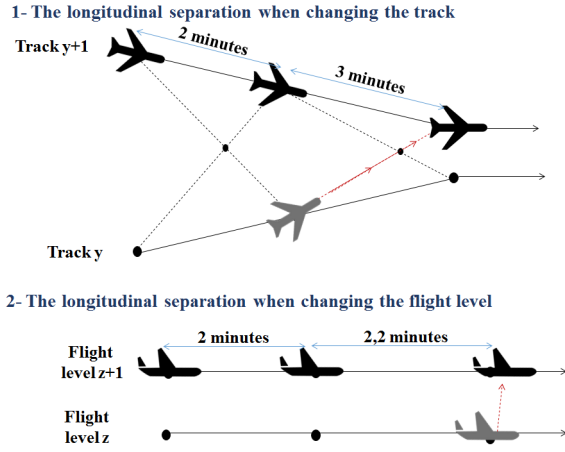 1- The longitudinal separation when changing the track
2 minutes
Track y+1
3 minutes
Track y
2- The longitudinal separation when changing the flight level
2 minutes
2,2 minutes
Flight
level z+1
Flight
level z